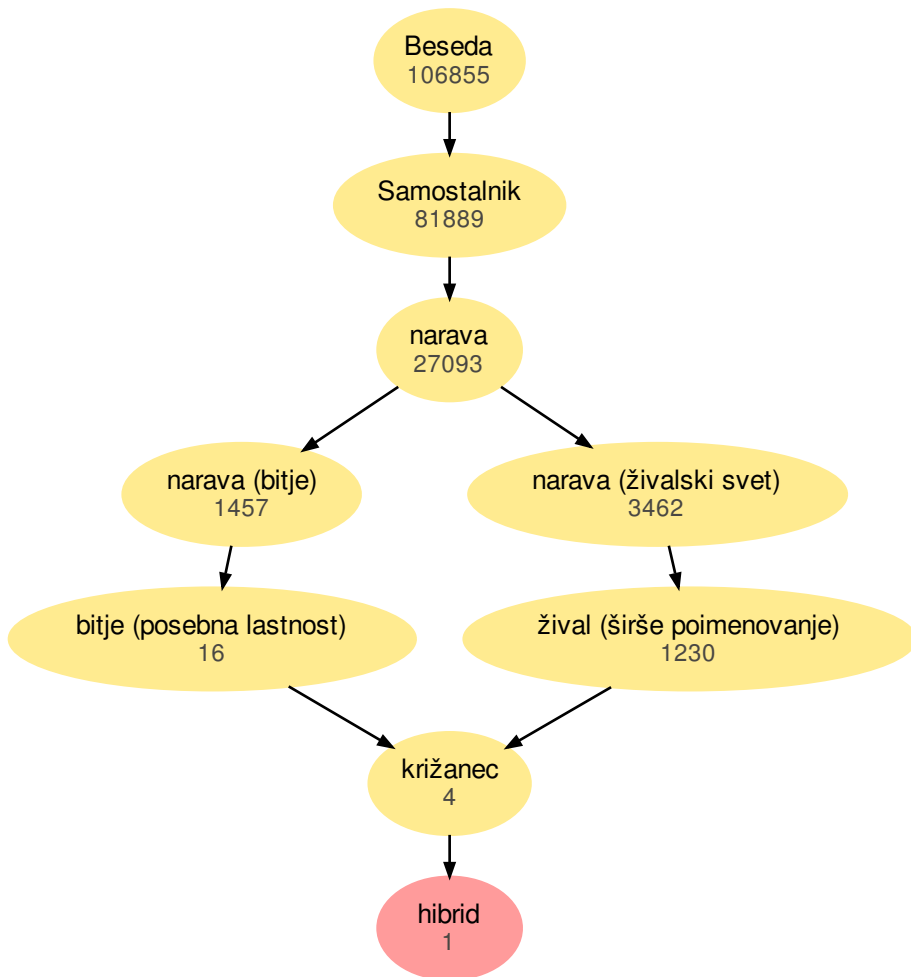 Beseda
106855
Samostalnik
81889
narava
27093
narava (bitje)
1457
narava (živalski svet)
3462
bitje (posebna lastnost)
16
žival (širše poimenovanje)
1230
križanec
4
hibrid
1